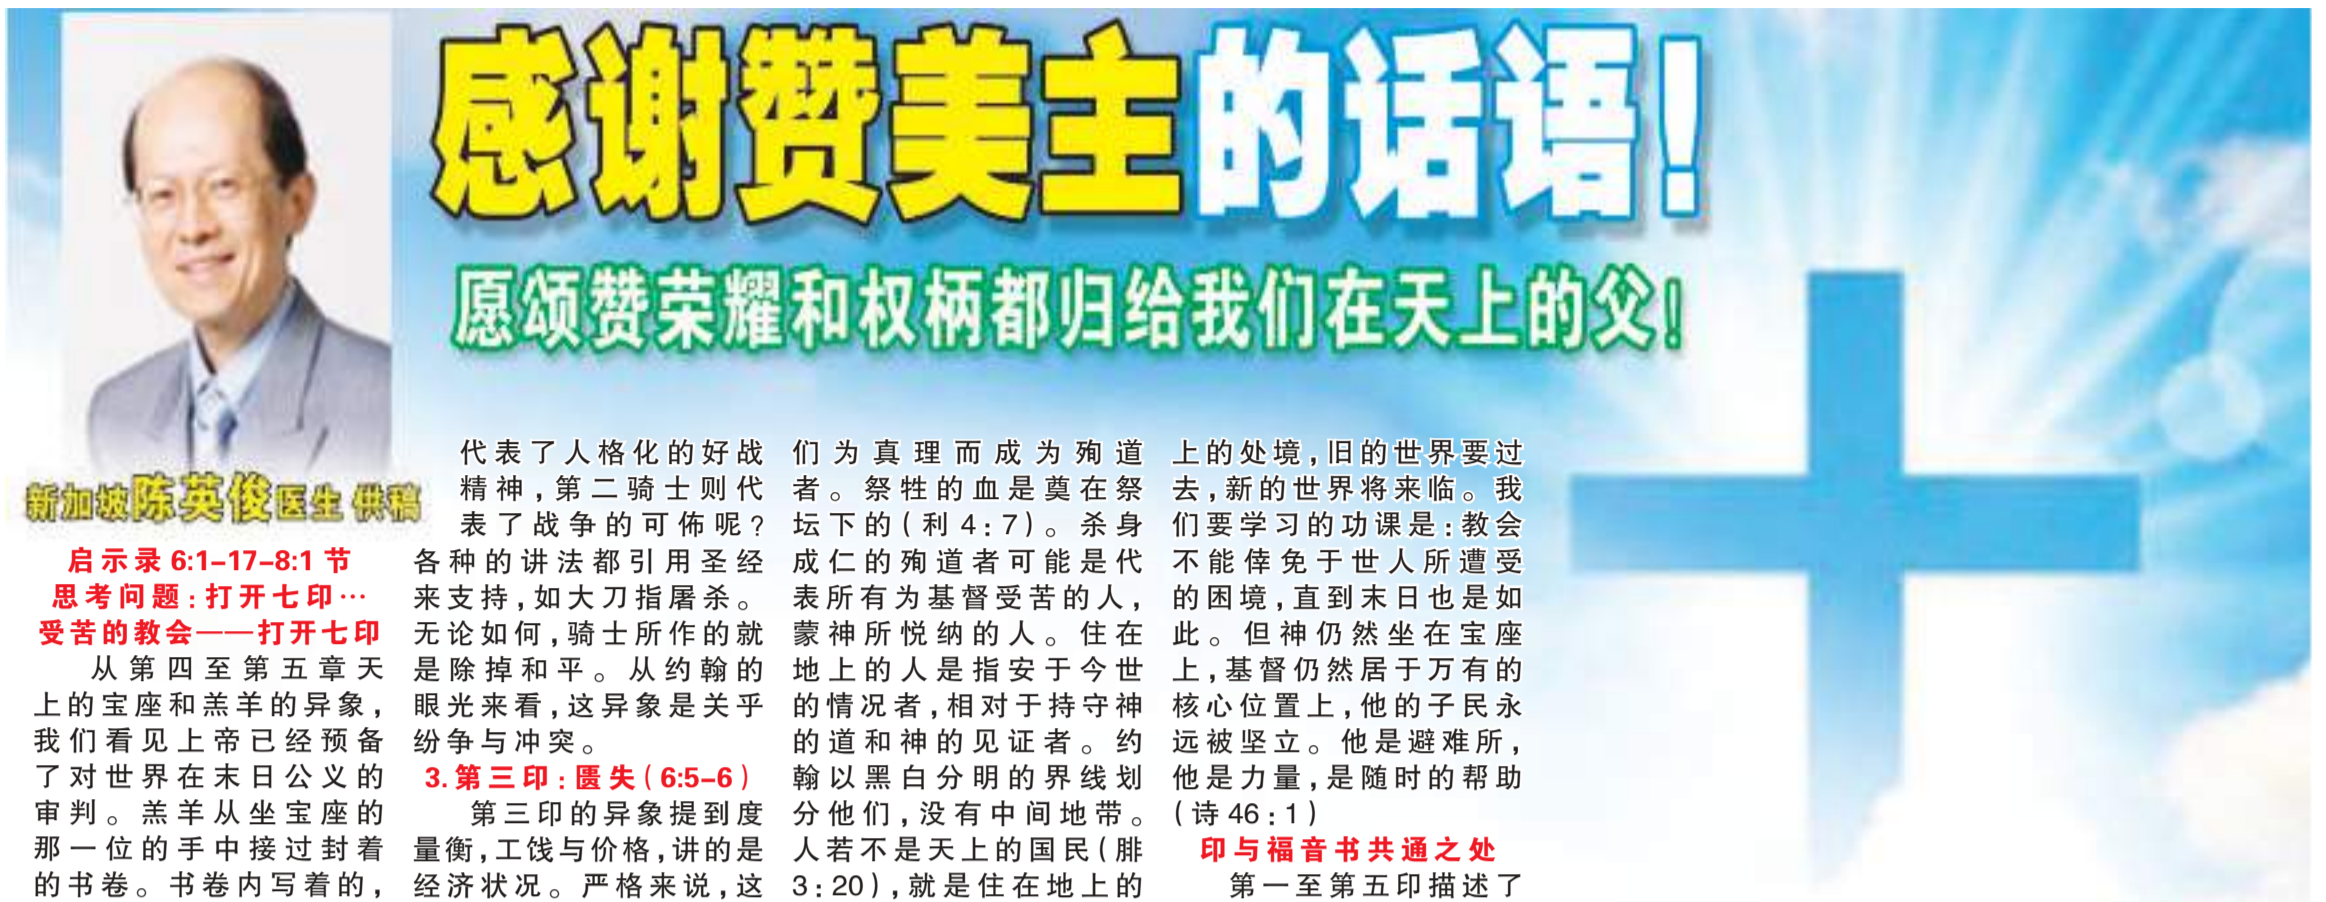 感谢赞美主的话语！
愿颂赞荣耀和权柄都归给我们在天上的父！
新加坡陈英俊医生 供稿
启示录 6:1-17-8:1 节
思考问题：打开七印…
受苦的教会——打开七印
从第四至第五章天
上的宝座和羔羊的异象，
我们看见上帝已经预备
了对世界在末日公义的
审判。羔羊从坐宝座的
那一位的手中接过封着
的书卷。书卷内写着的，
代表了人格化的好战
精神，第二骑士则代
表了战争的可佈呢？
各种的讲法都引用圣经
来支持，如大刀指屠杀。
无论如何，骑士所作的就
是除掉和平。从约翰的
眼光来看，这异象是关乎
纷争与冲突。
3.第三印：匮失（6:5-6）
第三印的异象提到度
量衡，工饯与价格，讲的是
经济状况。严格来说，这
们为真理而成为殉道
者。祭牲的血是奠在祭
坛下的（利 4：7）。杀身
成仁的殉道者可能是代
表所有为基督受苦的人，
蒙神所悦纳的人。住在
地上的人是指安于今世
的情况者，相对于持守神
的道和神的见证者。约
翰以黑白分明的界线划
分他们，没有中间地带。
人若不是天上的国民（腓
3：20），就是住在地上的
上的处境，旧的世界要过
去，新的世界将来临。我
们要学习的功课是：教会
不能倖免于世人所遭受
的困境，直到末日也是如
此。但神仍然坐在宝座
上，基督仍然居于万有的
核心位置上，他的子民永
远被坚立。他是避难所，
他是力量，是随时的帮助
（诗 46：1）
印与福音书共通之处
第一至第五印描述了